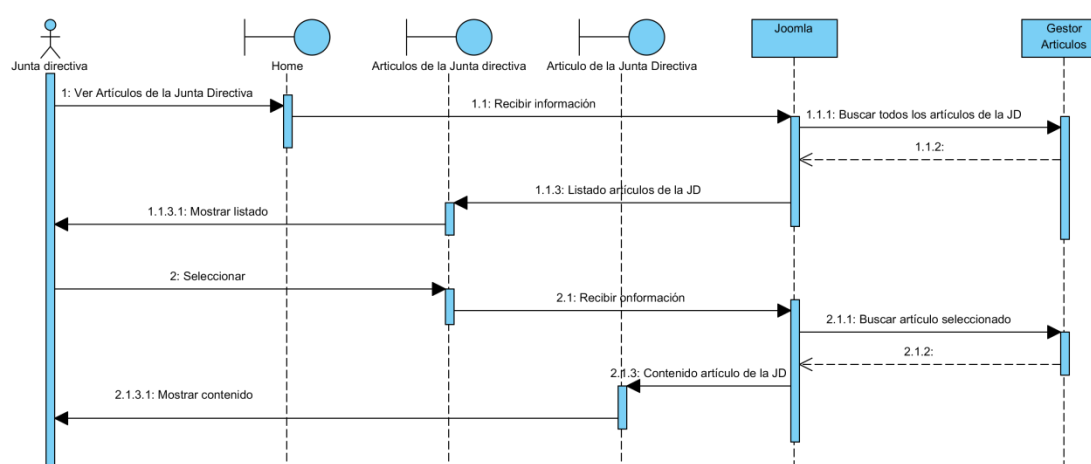 Joomla
Gestor
Articulos
Junta directiva
Home
Articulos de la Junta directiva
Articulo de la Junta Directiva
1: Ver Artículos de la Junta Directiva
1.1: Recibir información
1.1.1: Buscar todos los artículos de la JD
1.1.2:
1.1.3: Listado artículos de la JD
1.1.3.1: Mostrar listado
2: Seleccionar
2.1: Recibir onformación
2.1.1: Buscar artículo seleccionado
2.1.2:
2.1.3: Contenido artículo de la JD
2.1.3.1: Mostrar contenido